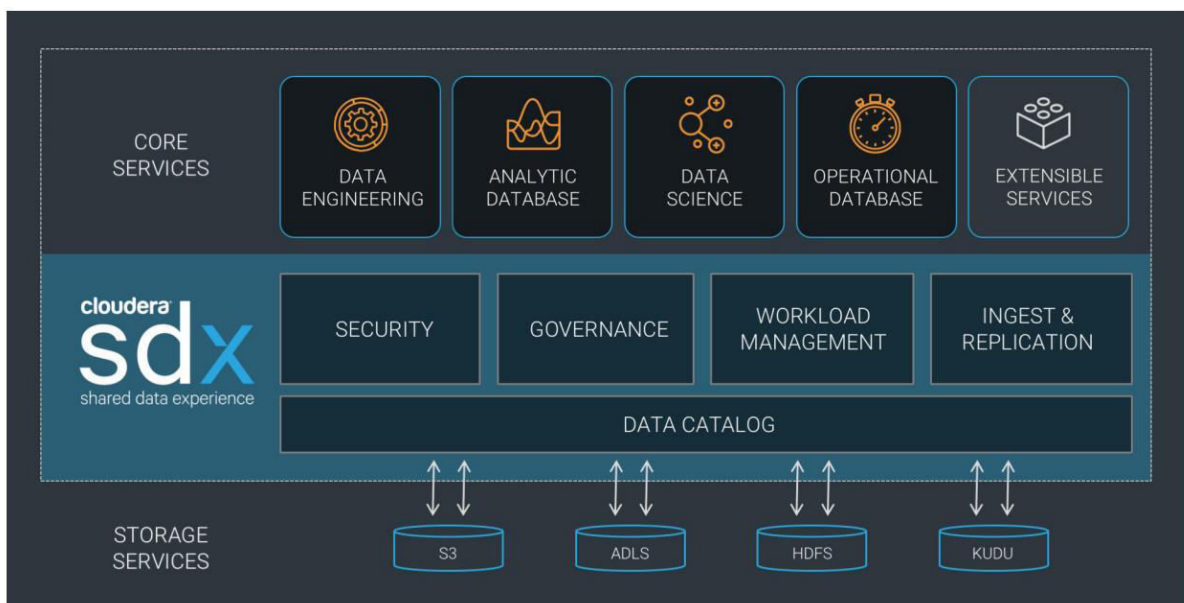 CORE
SERVICES
DATA
ENGINEERING
ANALYTIC
DATABASE
DATA
SCIENCE
OPERATIONAL
DATABASE
EXTENSIBLE
SERVICES
cloudera
sdx
shared data experience
SECURITY
GOVERNANCE
WORKLOAD
MANAGEMENT
INGEST &
REPLICATION
DATA CATALOG
STORAGE
SERVICES
S3
ADLS
HDFS
KUDU